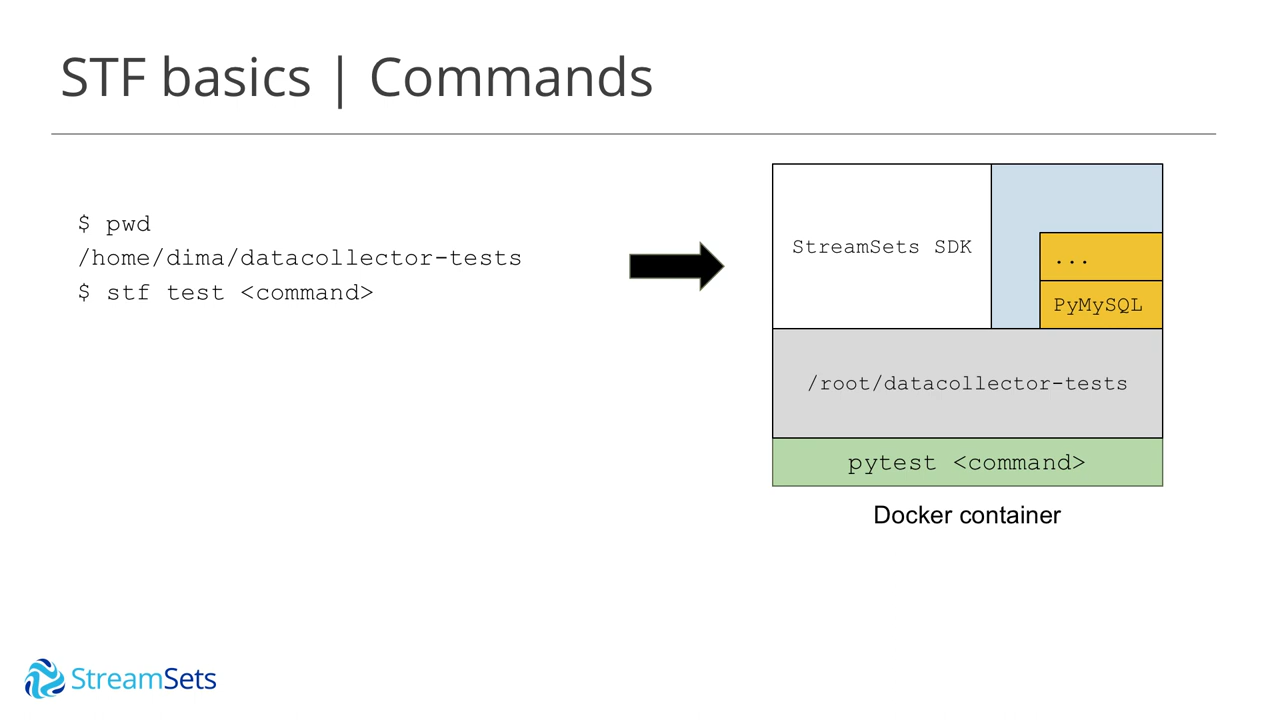 STF basics | Commands
$ pwd
/home/dima/datacollector-tests
$ stf test <command>
StreamSets SDK
...
PyMySQL
/root/datacollector-tests
pytest <command>
Docker container
StreamSets